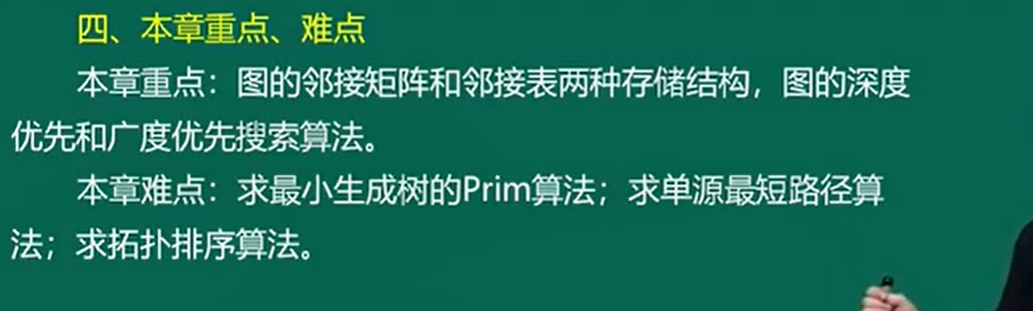 四、本章重点、难点
本章重点：图的邻接矩阵和邻接表两种存储结构，图的深度
优先和广度优先搜索算法。
本章难点：求最小生成树的Prim算法；求单源最短路径算
法；求拓扑排序算法。